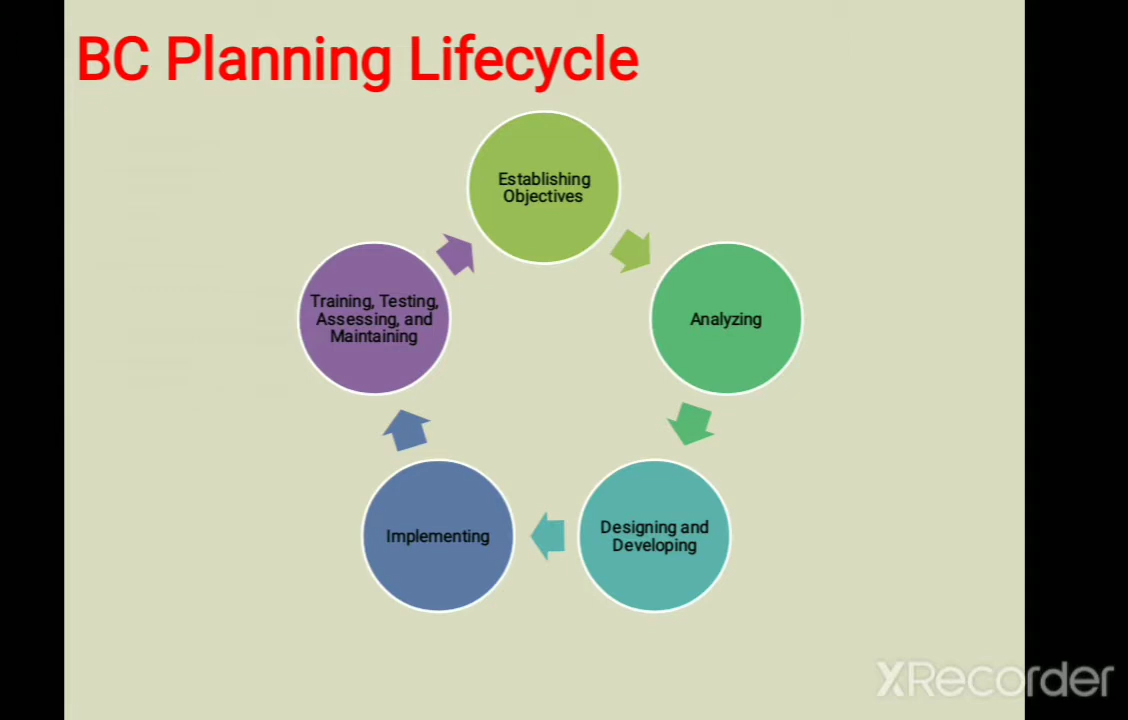 BC Planning Lifecycle
Establishing
Objectives
Analyzing
Designing and
Developing
Implementing
Training, Testing,
Assessing, and
Maintaining
XRecorder